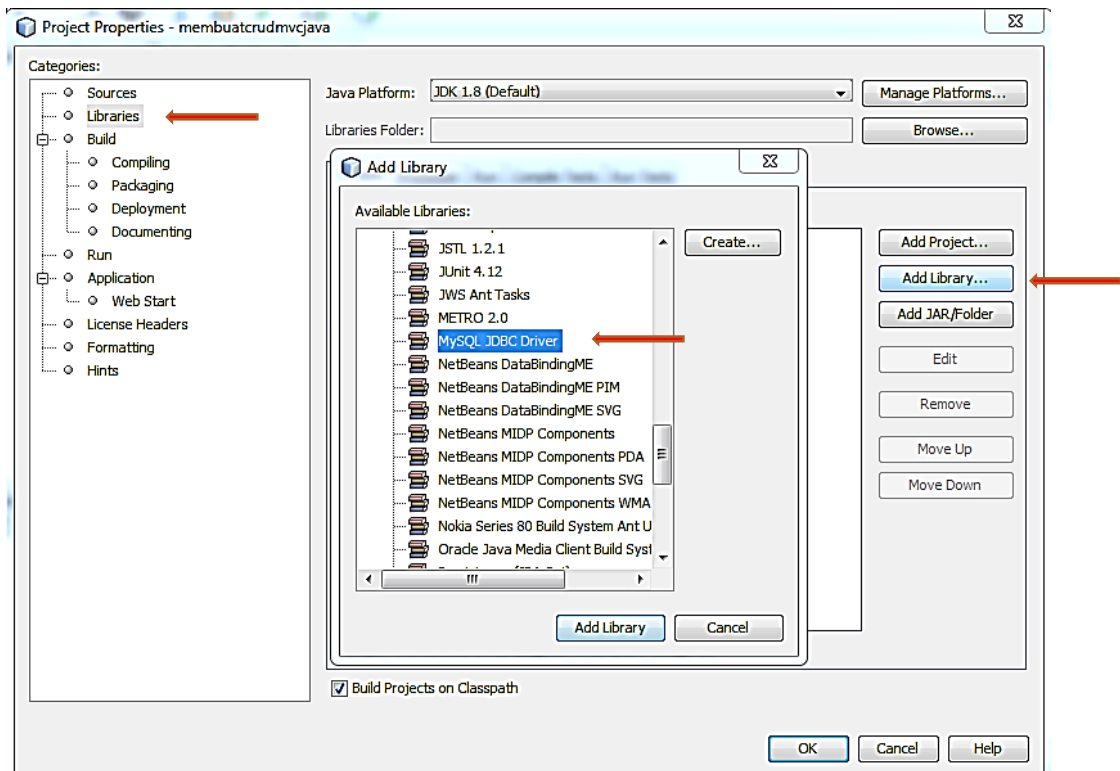 Project Properties - membuatcrudmvcjava
Categories:
Sources
Libraries
Build
Compiling
Packaging
Deployment
Documenting
Run
Application
Web Start
License Headers
Formatting
Hints
Java Platform: JDK 1.8 (Default) Manage Platforms...
Libraries Folder: Browse...
Add Library
Available Libraries:
JSTL 1.2.1
JUnit 4.12
JWS Ant Tasks
METRO 2.0
MySQL JDBC Driver
NetBeans DataBindingME
NetBeans DataBindingME PIM
NetBeans DataBindingME SVG
NetBeans MIDP Components
NetBeans MIDP Components PDA
NetBeans MIDP Components SVG
NetBeans MIDP Components WMA
Nokia Series 80 Build System Ant U
Oracle Java Media Client Build Syst
Create...
Add Library
Cancel
Add Project...
Add Library...
Add JAR/Folder
Edit
Remove
Move Up
Move Down
Build Projects on Classpath
OK
Cancel
Help